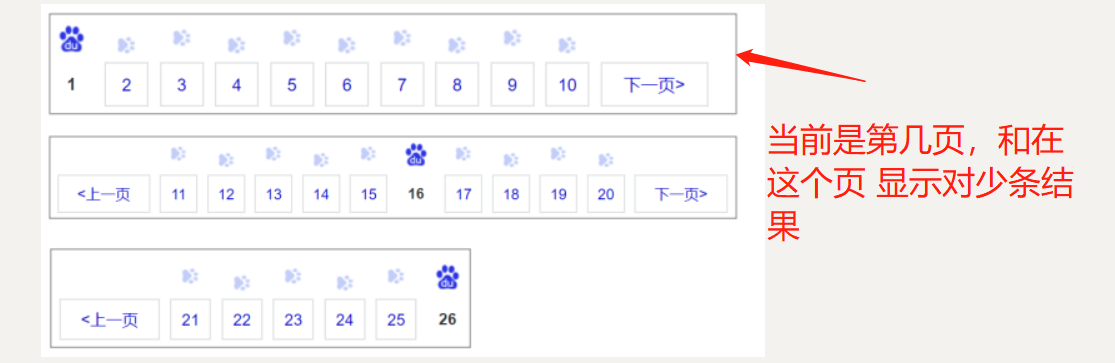 du
1 2 3 4 5 6 7 8 9 10 下一页>
当前是第几页，和在
这个页 显示对少条结
果
du
<上一页 11 12 13 14 15 16 17 18 19 20 下一页>
du
<上一页 21 22 23 24 25 26